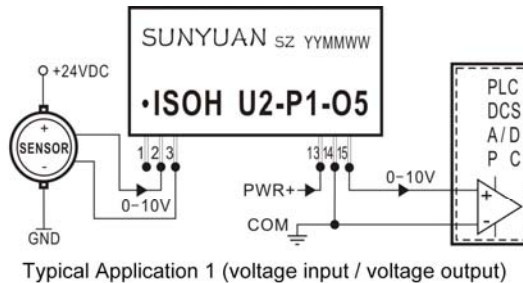 SUNYUAN SZ YYMMWW
+24VDC
•ISOH U2-P1-O5
PLC
DCS
A/D
P C
+
SENSOR
-
1 2 3
13 14 15
0-10V
PWR+
0-10V
+
-
COM
GND
Typical Application 1 (voltage input / voltage output)